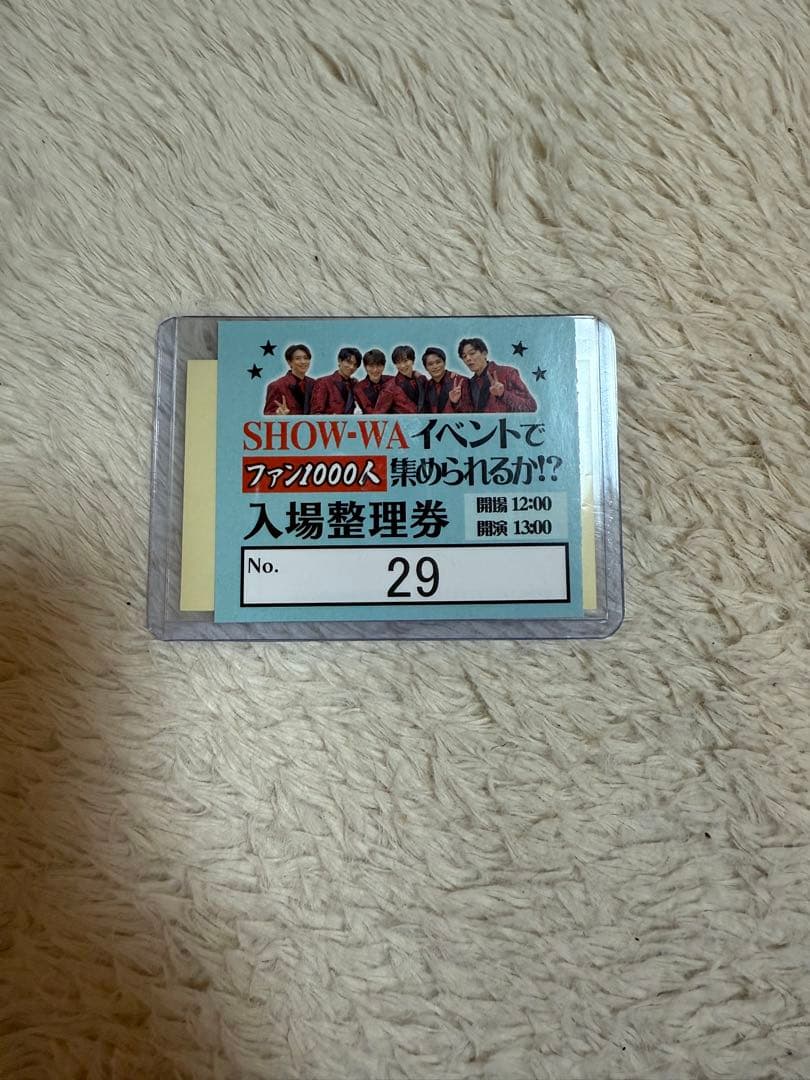 SHOW-WAイベントで
ファン1000人 集められるか!?
入場整理券
開場 12:00
開演 13:00
No. 29